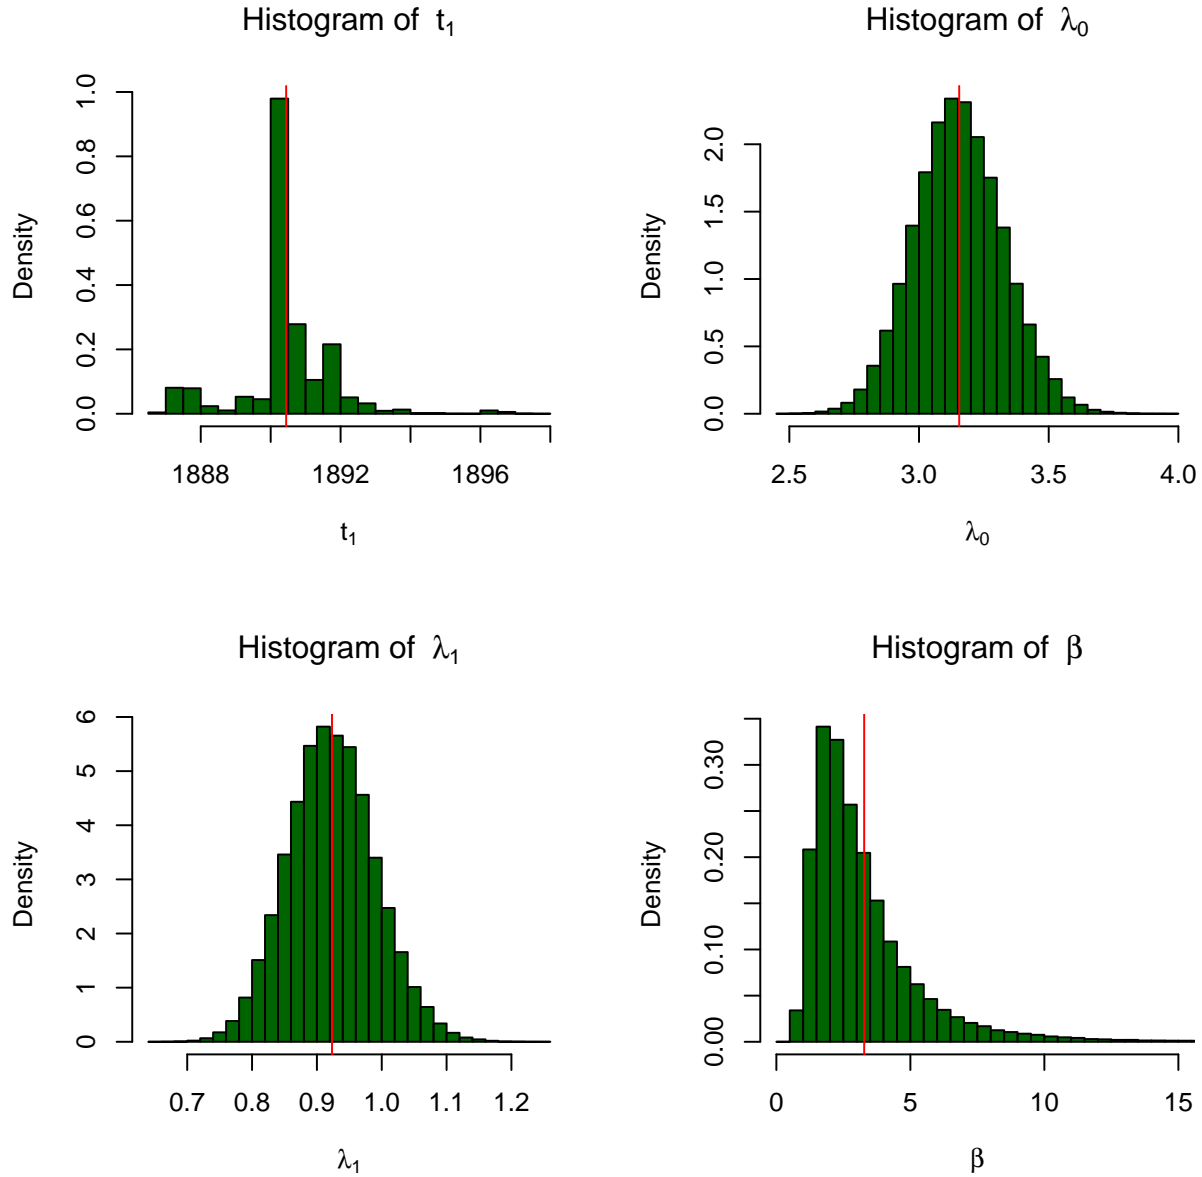 Histogram of t₁
Density
0.0 0.2 0.4 0.6 0.8 1.0
1888 1892 1896
t₁
Histogram of λ₀
Density
0.0 0.5 1.0 1.5 2.0
2.5 3.0 3.5 4.0
λ₀
Histogram of λ₁
Density
0 1 2 3 4 5 6
0.7 0.8 0.9 1.0 1.1 1.2
λ₁
Histogram of β
Density
0.00 0.10 0.20 0.30
0 5 10 15
β